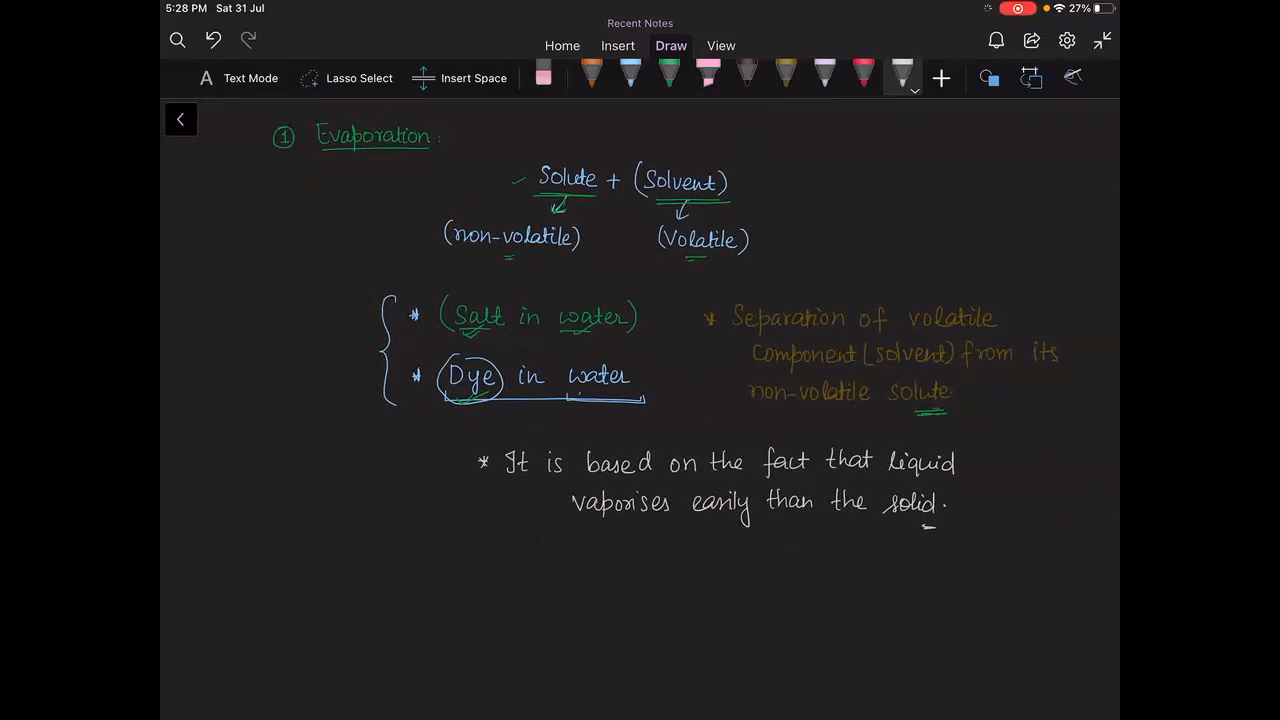 5:28 PM Sat 31 Jul
27%
Recent Notes
Home Insert Draw View
A Text Mode Lasso Select Insert Space
① Evaporation:
Solute + (Solvent)
(non-volatile) (Volatile)
* (Salt in water)
* Dye in water
* Separation of volatile
Component (solvent) from its
non-volatile solute
* It is based on the fact that liquid
vaporises easily than the solid.